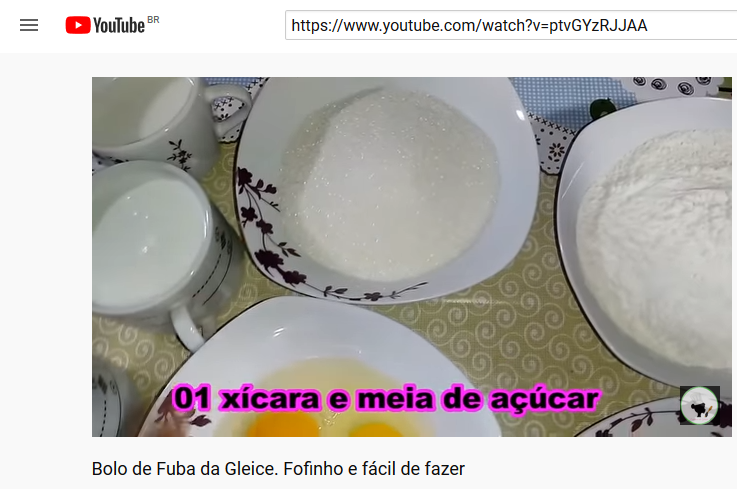 YouTube BR
https://www.youtube.com/watch?v=ptvGYzRJJAA
01 xícara e meia de açúcar
Bolo de Fuba da Gleice. Fofinho e fácil de fazer